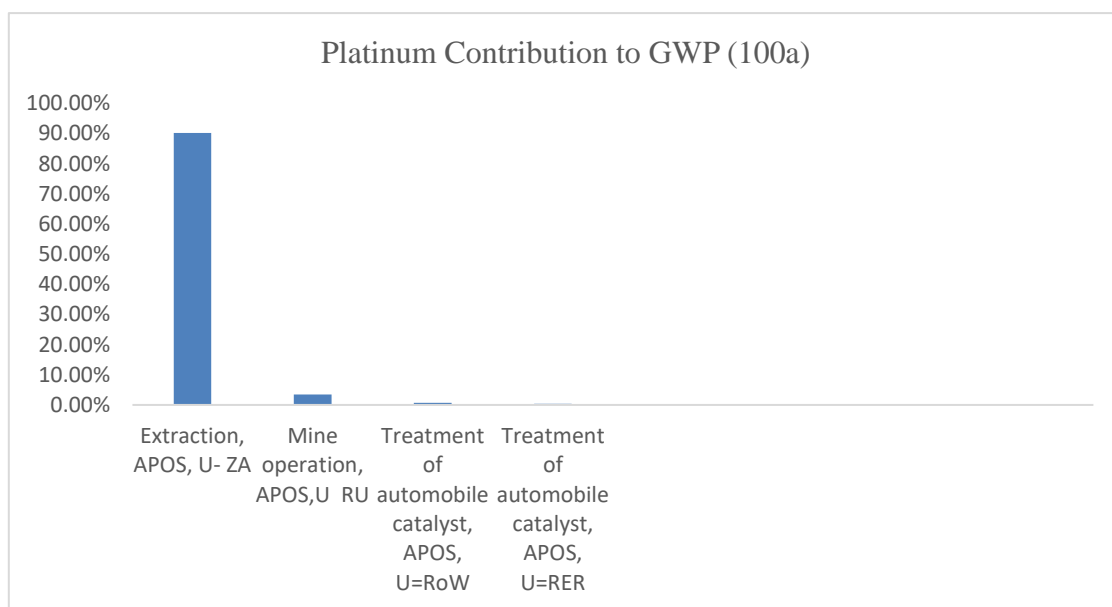 Platinum Contribution to GWP (100a)
100.00%
90.00%
80.00%
70.00%
60.00%
50.00%
40.00%
30.00%
20.00%
10.00%
0.00%
Extraction,
APOS, U- ZA
Mine
operation,
APOS,U  RU
Treatment
of
automobile
catalyst,
APOS,
U=RoW
Treatment
of
automobile
catalyst,
APOS,
U=RER